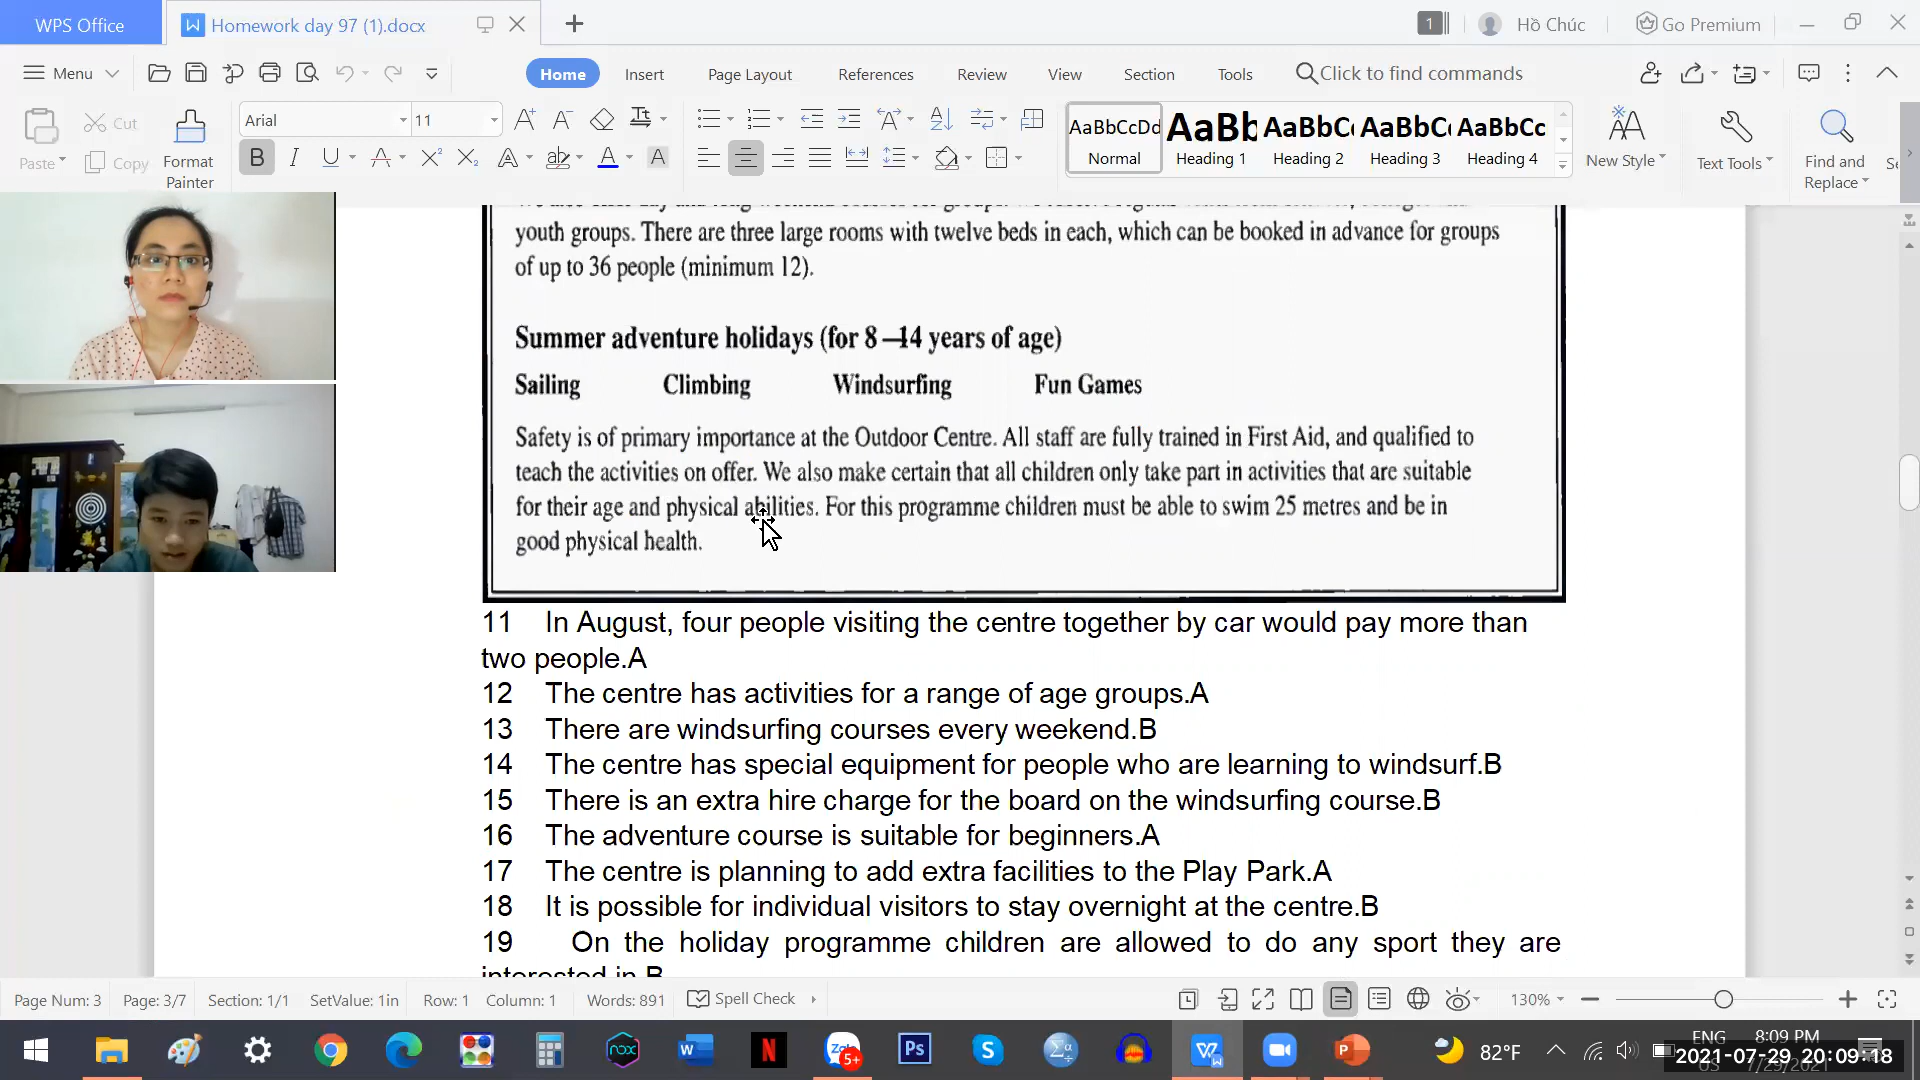 WPS Office
Homework day 97 (1).docx
1
Hồ Chúc
Go Premium
Menu
Home
Insert
Page Layout
References
Review
View
Section
Tools
Click to find commands
Paste
Cut
Copy
Format Painter
Arial
11
AaBbCcDd
Normal
AaBb
Heading 1
AaBbC
Heading 2
AaBbC
Heading 3
AaBbCc
Heading 4
New Style
Text Tools
Find and Replace
youth groups. There are three large rooms with twelve beds in each, which can be booked in advance for groups
of up to 36 people (minimum 12).
Summer adventure holidays (for 8–14 years of age)
Sailing Climbing Windsurfing Fun Games
Safety is of primary importance at the Outdoor Centre. All staff are fully trained in First Aid, and qualified to
teach the activities on offer. We also make certain that all children only take part in activities that are suitable
for their age and physical abilities. For this programme children must be able to swim 25 metres and be in
good physical health.
11 In August, four people visiting the centre together by car would pay more than
two people.A
12 The centre has activities for a range of age groups.A
13 There are windsurfing courses every weekend.B
14 The centre has special equipment for people who are learning to windsurf.B
15 There is an extra hire charge for the board on the windsurfing course.B
16 The adventure course is suitable for beginners.A
17 The centre is planning to add extra facilities to the Play Park.A
18 It is possible for individual visitors to stay overnight at the centre.B
19 On the holiday programme children are allowed to do any sport they are
interested in.B
Page Num: 3 Page: 3/7 Section: 1/1 SetValue: 1in Row: 1 Column: 1 Words: 891 Spell Check 130%
82°F
ENG
8:09 PM
2021-07-29 20:09:18